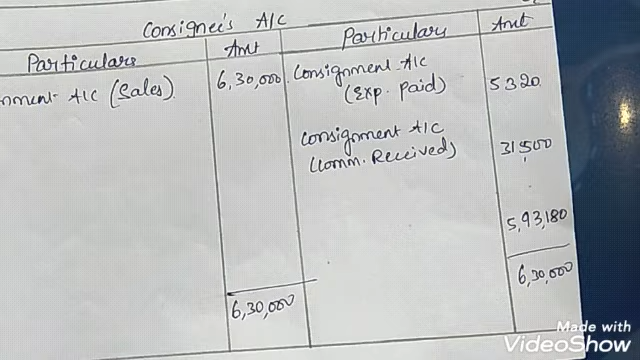 Consignee's A/C
Particulars
Amt
Particulars
Amt
nment A/C (Sales)
6,30,000
Consignment A/C
(Exp. Paid)
5320
Consignment A/C
(Comm. Received)
31,500
5,93,180
6,30,000
6,30,000
Made with
VideoShow